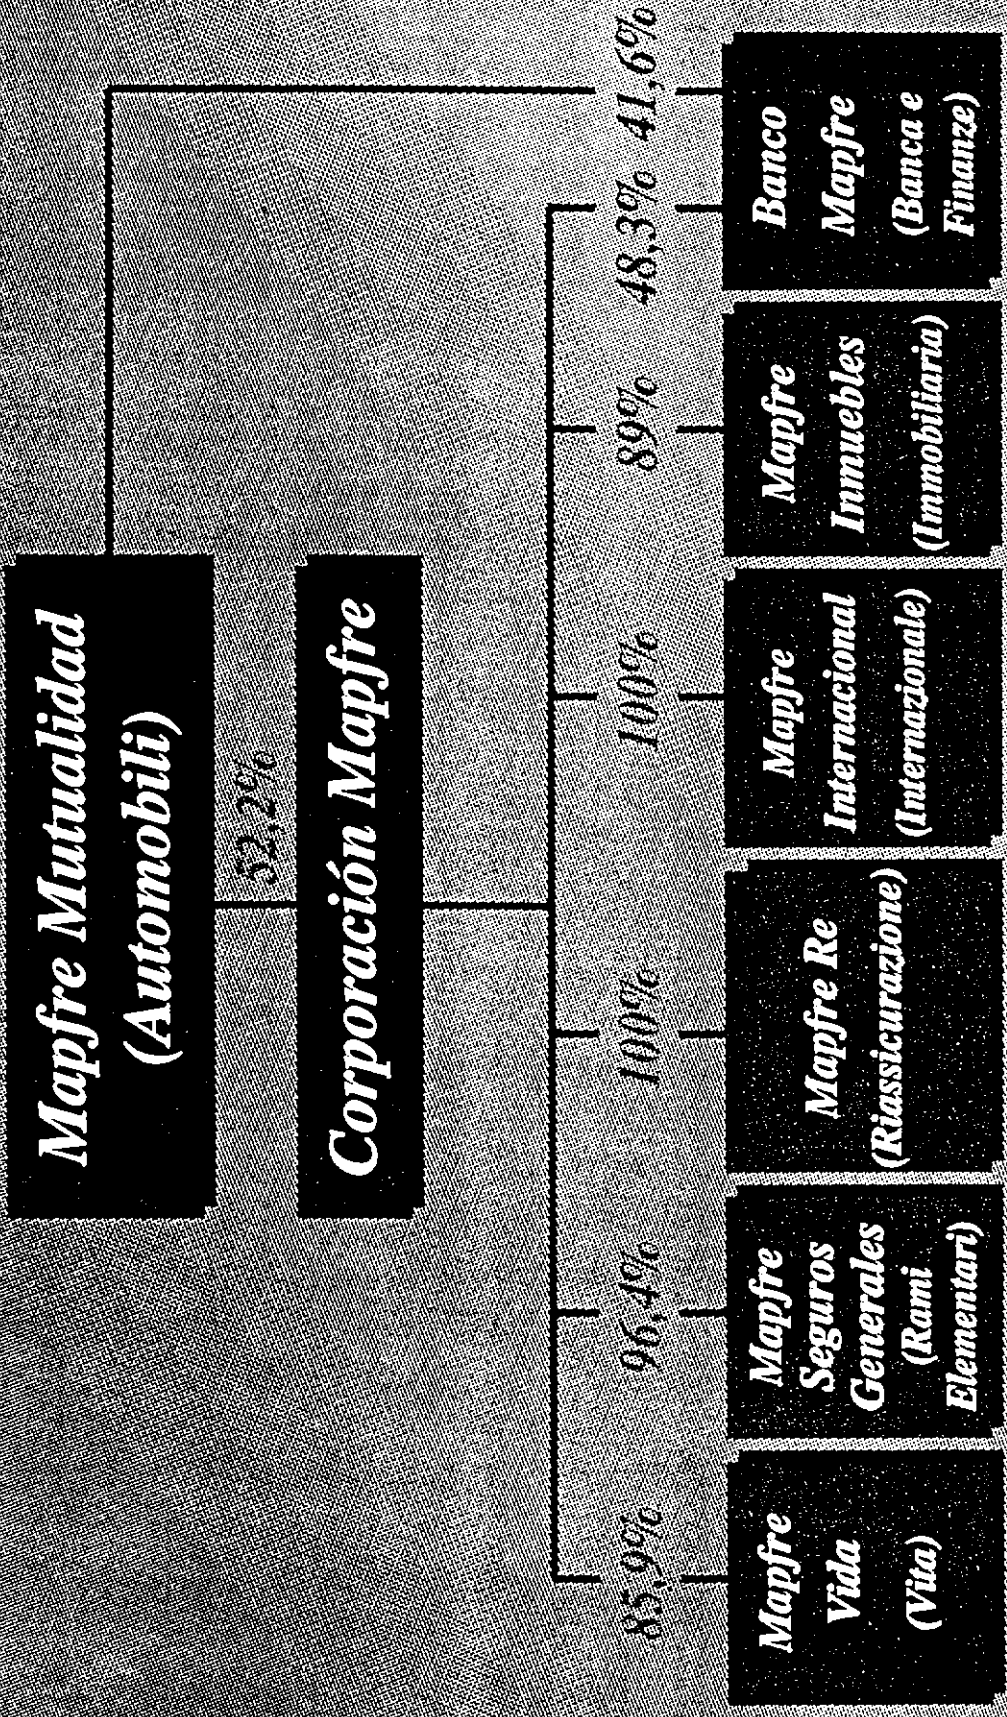 Mapfre Mutualidad
(Automobili)
52,2%
Corporación Mapfre
85,9%
96,4%
100%
100%
89%
48,3%
41,6%
Mapfre
Vida
(Vita)
Mapfre
Seguros
Generales
(Rami
Elementari)
Mapfre Re
(Riassicurazione)
Mapfre
Internacional
(Internazionale)
Mapfre
Inmuebles
(Immobiliaria)
Banco
Mapfre
(Banca e
Finanze)